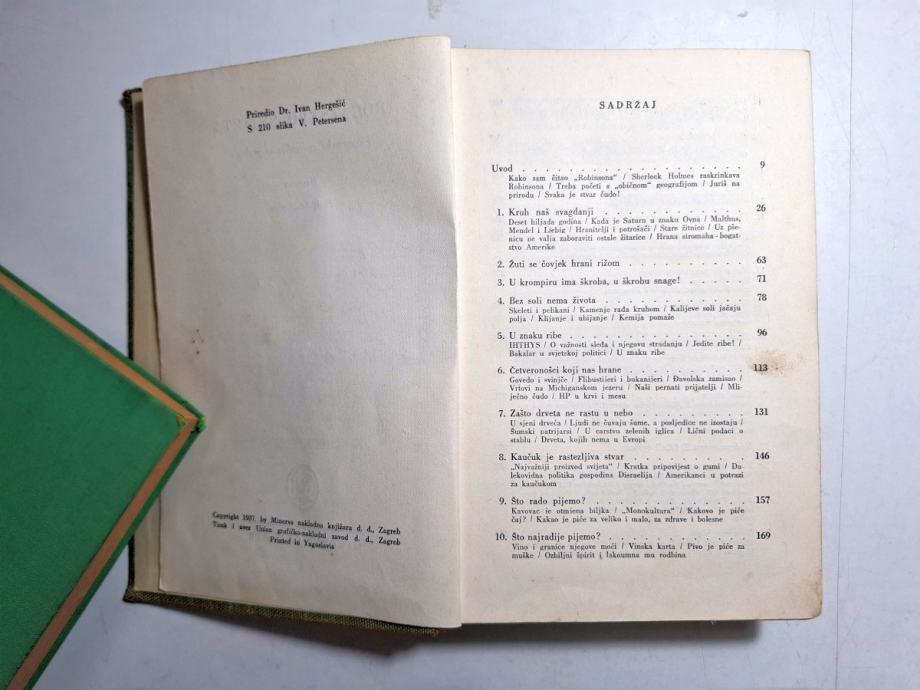 Priredio Dr. Ivan Hergešić
S 210 slika V. Petersena
Copyright 1937. by Minerva nakladna knjižara d. d., Zagreb
Tisak i uvez Union grafičko-nakladni zavod d. d., Zagreb
Printed in Yugoslavia
SADRŽAJ
Uvod . . . . . . . . . . . . . . . . . . . 9
Kako sam čitao „Robinsona" / Sherlock Holmes raskrinkava
Robinsona / Treba početi s „običnom" geografijom / Juriš na
prirodu / Svaka je stvar čudo!
1. Kruh naš svagdanji . . . . . . . . . . . . 26
Deset hiljada godina / Kada je Saturn u znaku Ovna / Malthus,
Mendel i Liebig / Hranitelji i potrošači / Stare žitnice / Uz pše-
nicu ne valja zaboraviti ostale žitarice / Hrana siromaha - bogat-
stvo Amerike
2. Žuti se čovjek hrani rižom . . . . . . . . . . 63
3. U krompiru ima škroba, u škrobu snage! . . . . . 71
4. Bez soli nema života . . . . . . . . . . . . 78
Skeleti i pelikani / Kamenje rađa kruhom / Kalijeve soli jačaju
polja / Klijanje i ubijanje / Kemija pomaže
5. U znaku ribe . . . . . . . . . . . . . . 96
IHTHYS / O važnosti sleđa i njegovu stradanju / Jedite ribe! /
Bakalar u svjetskoj politici / U znaku ribe
6. Četveronošci koji nas hrane . . . . . . . . . . 113
Govedo i svinjče / Flibustijeri i bukanijeri / Đavolska zamisao /
Vrtovi na Michiganskom jezeru / Naši pernati prijatelji / Mli-
ječno čudo / HP u krvi i mesu
7. Zašto drveta ne rastu u nebo . . . . . . . . . 131
U sjeni drveća / Ljudi ne čuvaju šume, a posljedice ne izostaju /
Šumski patrijarsi / U carstvu zelenih iglica / Lični podaci o
stablu / Drveta, kojih nema u Evropi
8. Kaučuk je rastezljiva stvar . . . . . . . . . . 146
„Najvažniji proizvod svijeta" / Kratka pripovijest o gumi / Da-
lekovidna politika gospodina Disraelija / Amerikanci u potrazi
za kaučukom
9. Što rado pijemo? . . . . . . . . . . . . . 157
Kavovac je otmjena biljka / „Monokultura" / Kakovo je piće
čaj? / Kakao je piće za veliko i malo, za zdrave i bolesne
10. Što najradije pijemo? . . . . . . . . . . . . 169
Vino i granice njegove moći / Vinska karta / Pivo je piće za
muške / Ozbiljni špirit i lakoumna mu rodbina